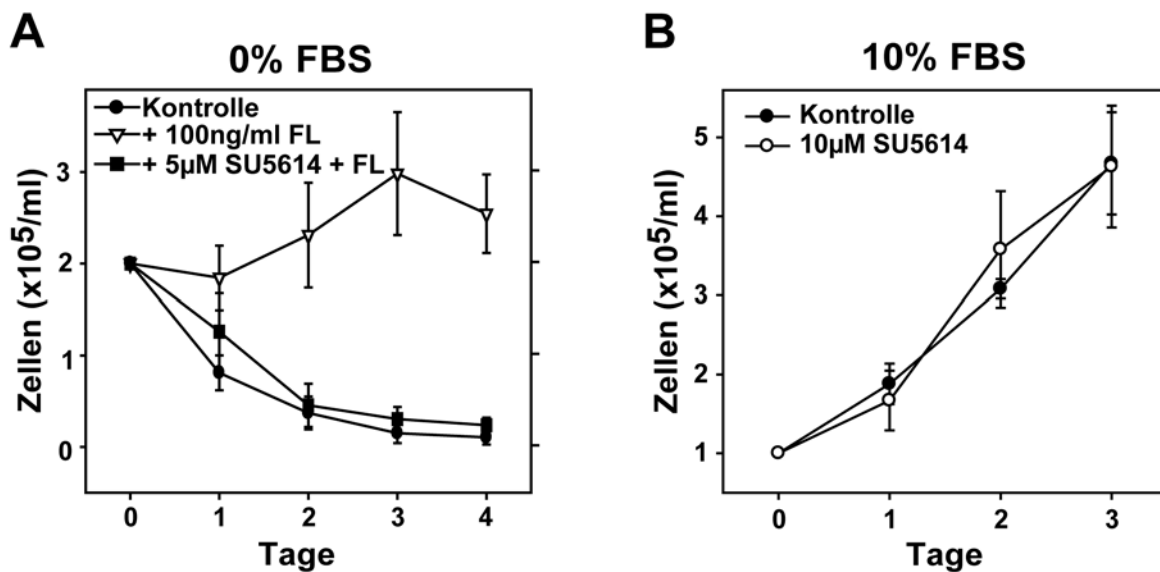 A
0% FBS
Kontrolle
+ 100ng/ml FL
+ 5µM SU5614 + FL
3
2
1
0
Zellen (x10⁵/ml)
0 1 2 3 4
Tage
B
10% FBS
Kontrolle
10µM SU5614
5
4
3
2
1
Zellen (x10⁵/ml)
0 1 2 3
Tage